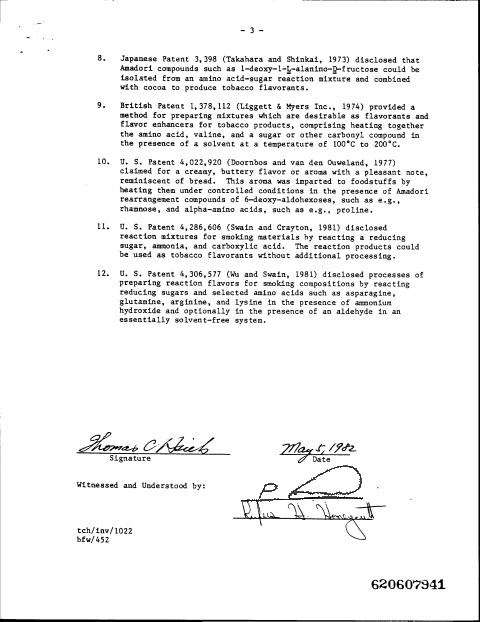 - 3 -
8. Japanese Patent 3,398 (Takahara and Shinkai, 1973) disclosed that
Amadori compounds such as 1-deoxy-1-L-alanino-D-fructose could be
isolated from an amino acid-sugar reaction mixture and combined
with cocoa to produce tobacco flavorants.
9. British Patent 1,378,112 (Liggett & Myers Inc., 1974) provided a
method for preparing mixtures which are desirable as flavorants and
flavor enhancers for tobacco products, comprising heating together
the amino acid, valine, and a sugar or other carbonyl compound in
the presence of a solvent at a temperature of 100°C to 200°C.
10. U. S. Patent 4,022,920 (Doornbos and van den Ouweland, 1977)
claimed for a creamy, buttery flavor or aroma with a pleasant note,
reminiscent of bread. This aroma was imparted to foodstuffs by
heating them under controlled conditions in the presence of Amadori
rearrangement compounds of 6-deoxy-aldohexoses, such as e.g.,
rhamnose, and alpha-amino acids, such as e.g., proline.
11. U. S. Patent 4,286,606 (Swain and Crayton, 1981) disclosed
reaction mixtures for smoking materials by reacting a reducing
sugar, ammonia, and carboxylic acid. The reaction products could
be used as tobacco flavorants without additional processing.
12. U. S. Patent 4,306,577 (Wu and Swain, 1981) disclosed processes of
preparing reaction flavors for smoking compositions by reacting
reducing sugars and selected amino acids such as asparagine,
glutamine, arginine, and lysine in the presence of ammonium
hydroxide and optionally in the presence of an aldehyde in an
essentially solvent-free system.
Thomas C Hsieh May 5, 1982
Signature Date
Witnessed and Understood by:
Rufus H. Honeycutt
tch/inv/1022
bfw/452
620607941